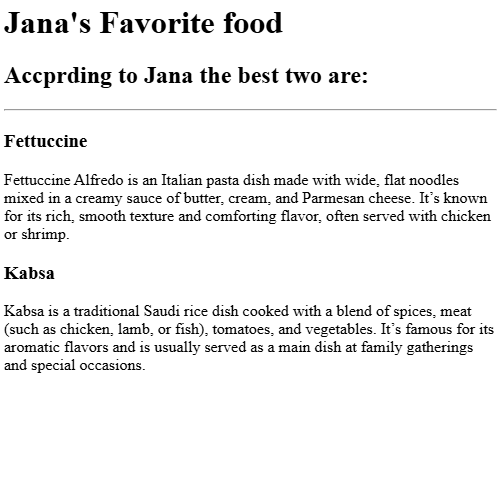 Jana's Favorite food
Accprding to Jana the best two are:
Fettuccine
Fettuccine Alfredo is an Italian pasta dish made with wide, flat noodles
mixed in a creamy sauce of butter, cream, and Parmesan cheese. It’s known
for its rich, smooth texture and comforting flavor, often served with chicken
or shrimp.
Kabsa
Kabsa is a traditional Saudi rice dish cooked with a blend of spices, meat
(such as chicken, lamb, or fish), tomatoes, and vegetables. It’s famous for its
aromatic flavors and is usually served as a main dish at family gatherings
and special occasions.